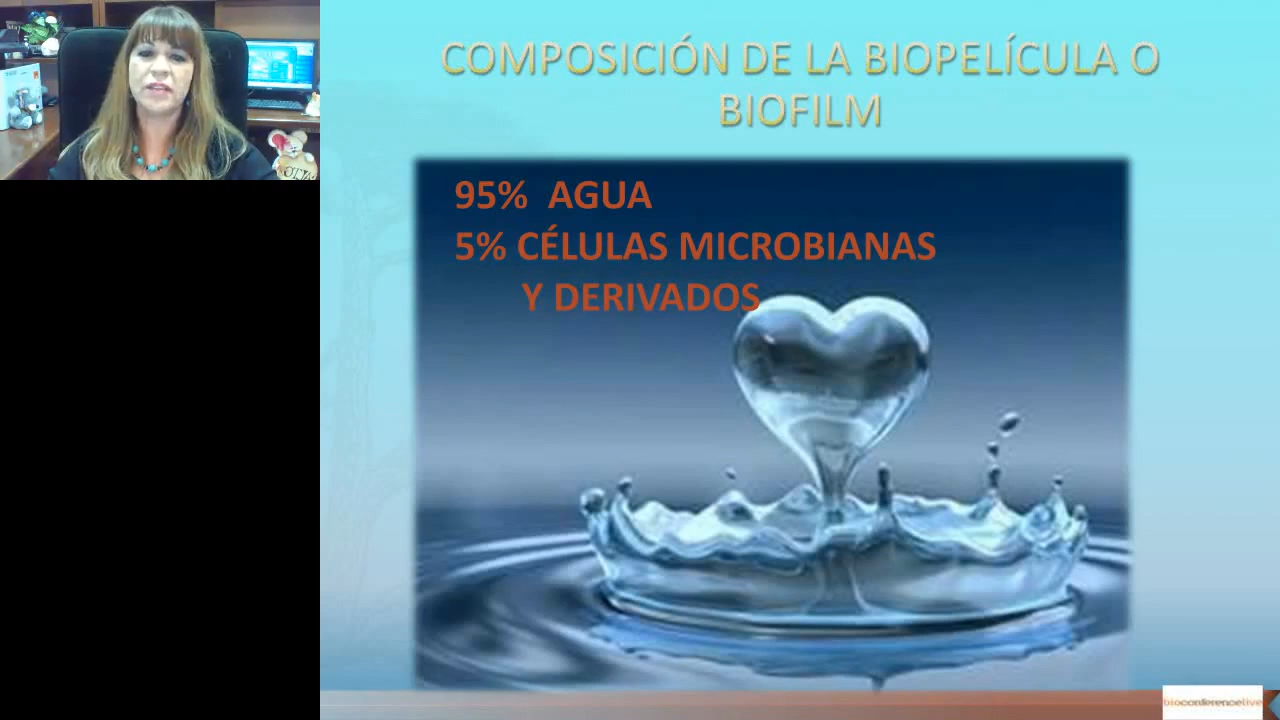 COMPOSICIÓN DE LA BIOPELÍCULA O
BIOFILM
95% AGUA
5% CÉLULAS MICROBIANAS
Y DERIVADOS
bioconferencelive